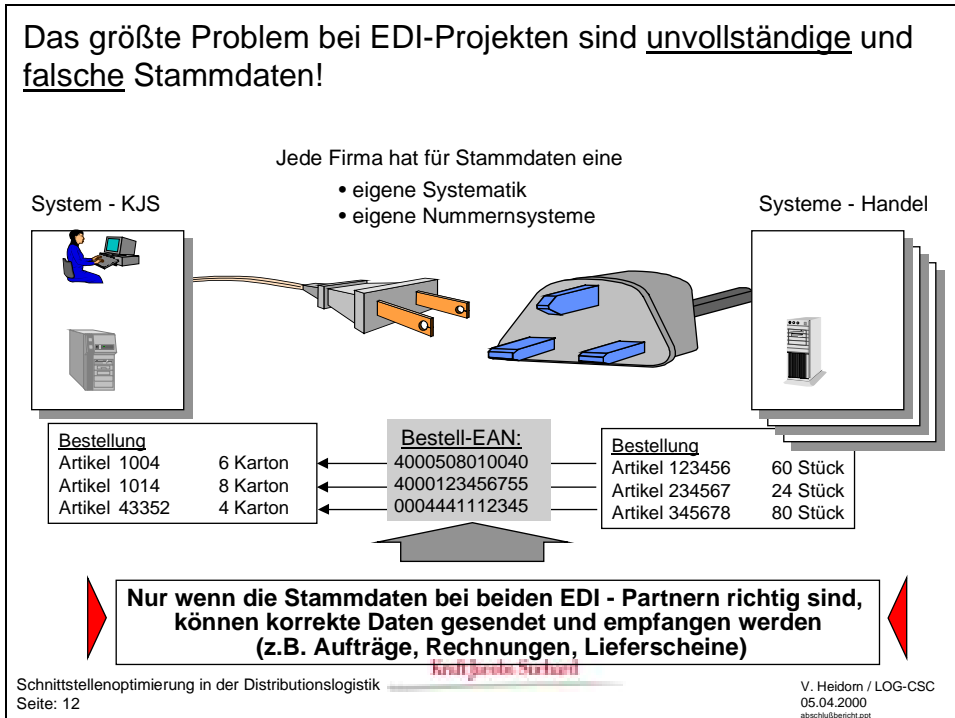 Das größte Problem bei EDI-Projekten sind unvollständige und
falsche Stammdaten!
Jede Firma hat für Stammdaten eine
• eigene Systematik
• eigene Nummernsysteme
System - KJS
Systeme - Handel
Bestellung
Artikel 1004 6 Karton
Artikel 1014 8 Karton
Artikel 43352 4 Karton
Bestell-EAN:
4000508010040
4000123456755
0004441112345
Bestellung
Artikel 123456 60 Stück
Artikel 234567 24 Stück
Artikel 345678 80 Stück
Nur wenn die Stammdaten bei beiden EDI - Partnern richtig sind,
können korrekte Daten gesendet und empfangen werden
(z.B. Aufträge, Rechnungen, Lieferscheine)
Schnittstellenoptimierung in der Distributionslogistik
Seite: 12
V. Heidorn / LOG-CSC
05.04.2000
abschlußbericht.ppt